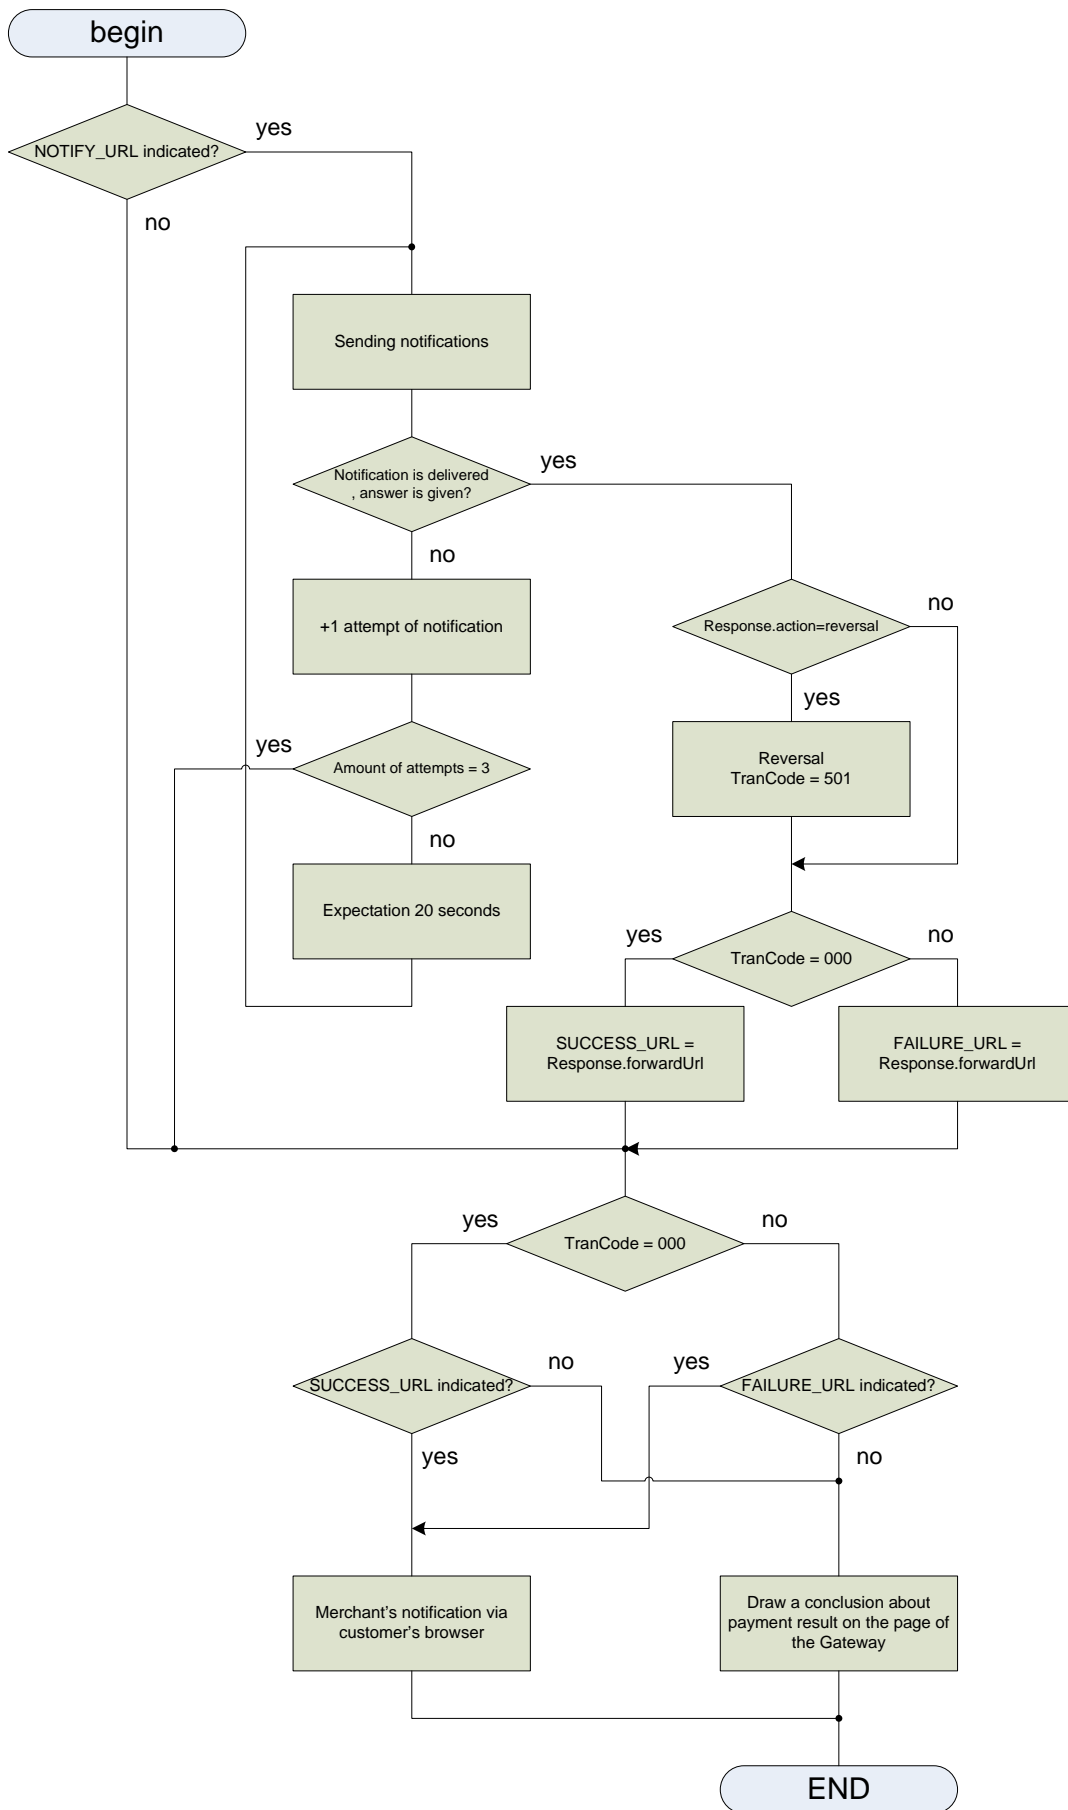 begin
yes
NOTIFY_URL indicated?
no
Sending notifications
yes
Notification is delivered
, answer is given?
no
no
+1 attempt of notification
Response.action=reversal
yes
yes
Amount of attempts = 3
Reversal
TranCode = 501
no
Expectation 20 seconds
yes
no
TranCode = 000
SUCCESS_URL =
Response.forwardUrl
FAILURE_URL =
Response.forwardUrl
yes
no
TranCode = 000
no
yes
SUCCESS_URL indicated?
FAILURE_URL indicated?
yes
no
Merchant's notification via
customer's browser
Draw a conclusion about
payment result on the page of
the Gateway
END